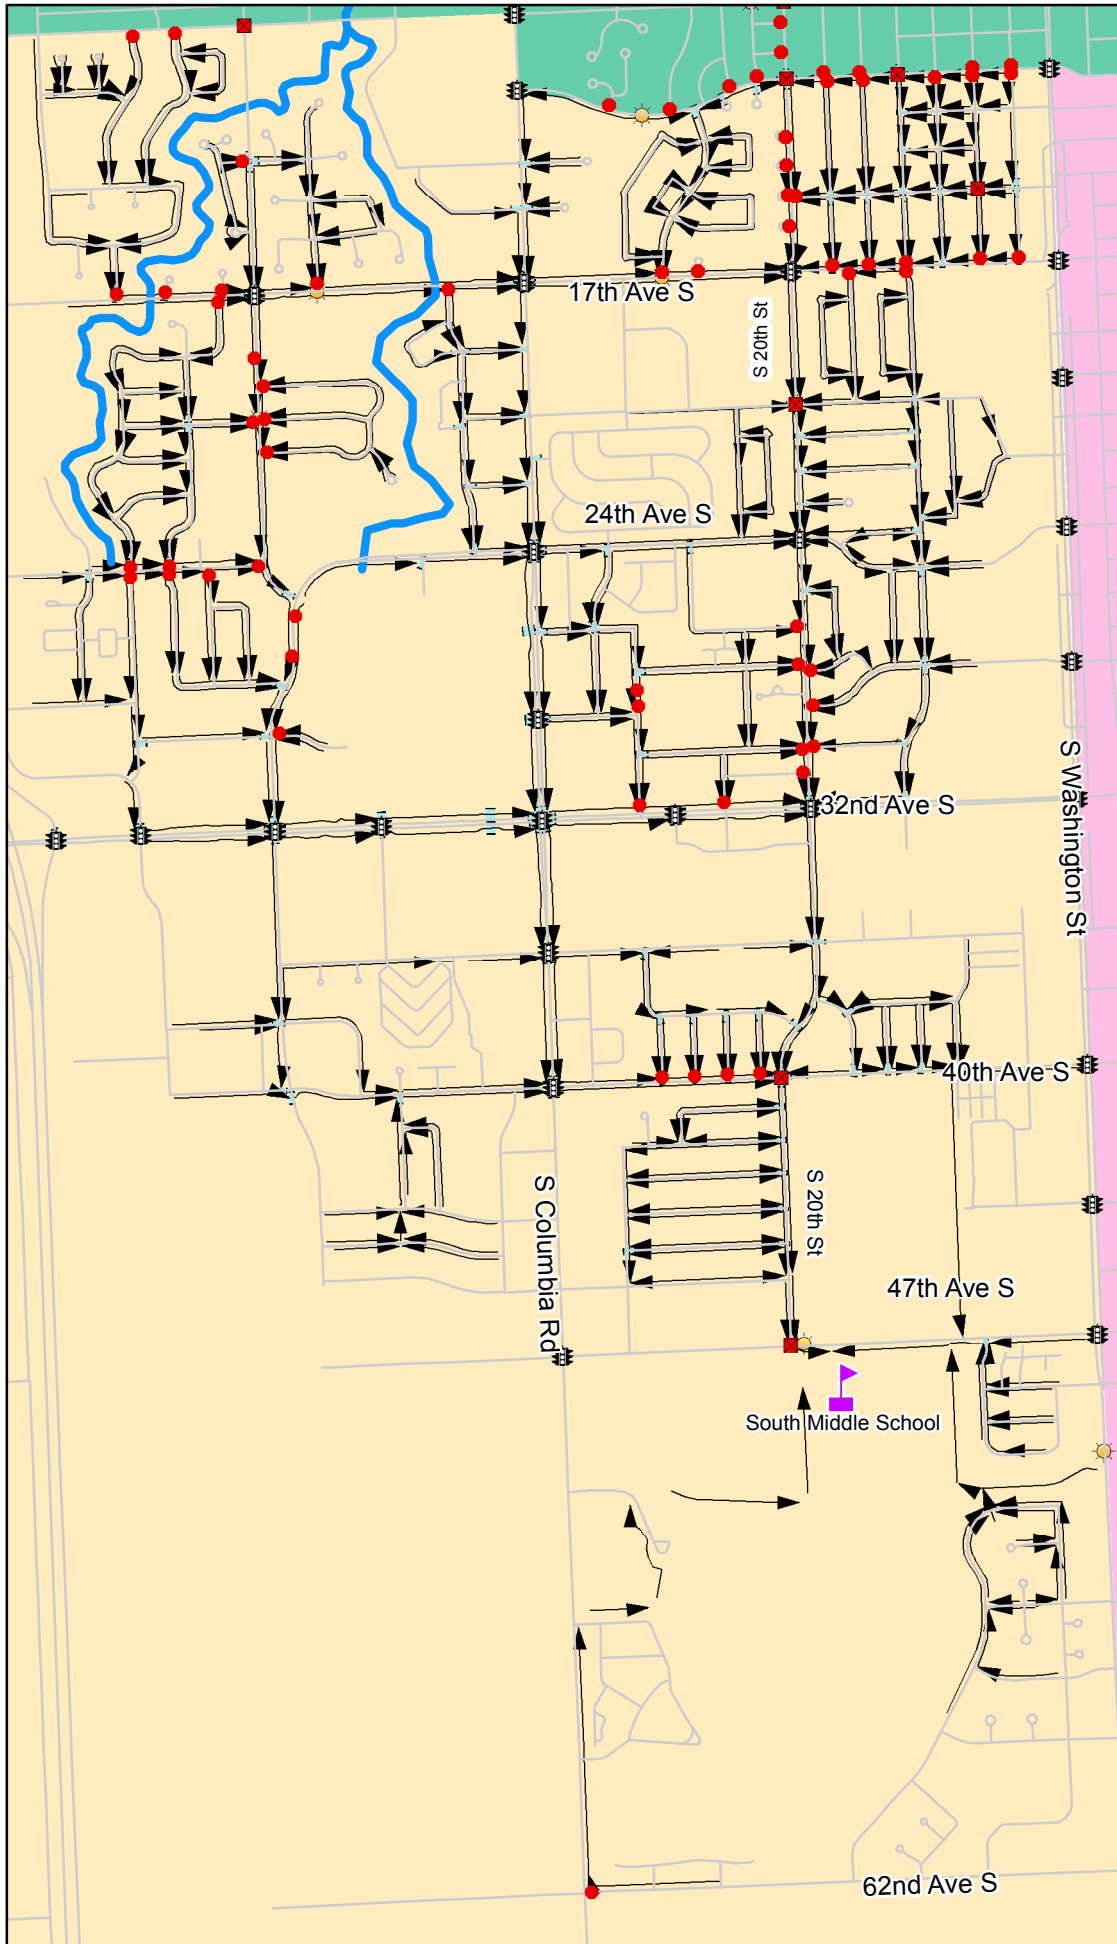 17th Ave S
S 20th St
24th Ave S
32nd Ave S
S Washington St
40th Ave S
S Columbia Rd
S 20th St
47th Ave S
South Middle School
62nd Ave S